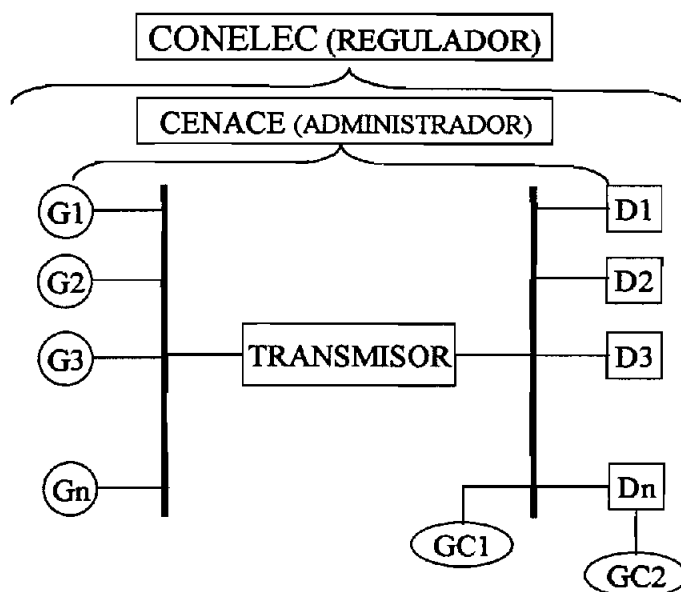 CONELEC (REGULADOR)
CENACE (ADMINISTRADOR)
G1
D1
G2
D2
G3
TRANSMISOR
D3
Gn
Dn
GC1
GC2